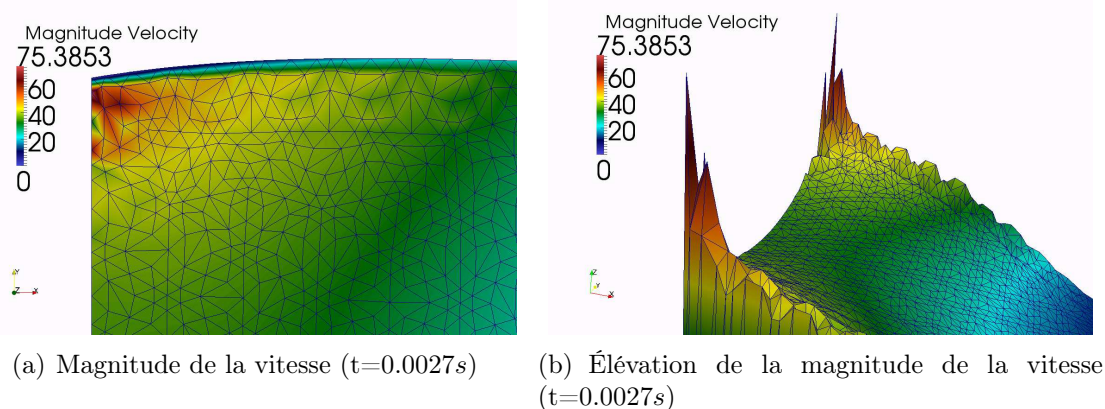 Magnitude Velocity
75.3853
60
40
20
0
Y
Z
X
Magnitude Velocity
75.3853
60
40
20
0
Z
Y
X
(a) Magnitude de la vitesse (t=0.0027s)
(b) Élévation de la magnitude de la vitesse
(t=0.0027s)